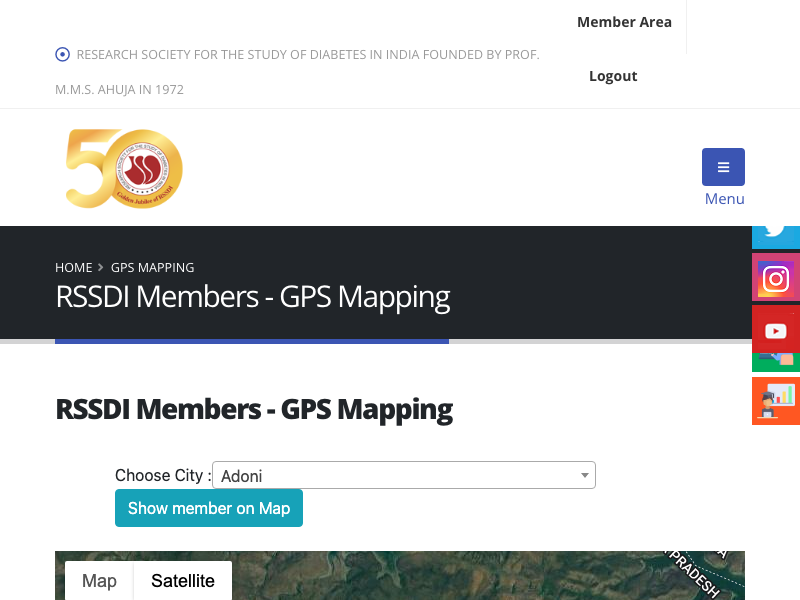 Member Area
RESEARCH SOCIETY FOR THE STUDY OF DIABETES IN INDIA FOUNDED BY PROF.
M.M.S. AHUJA IN 1972
Logout
50
Golden Jubilee of RSSDI
Menu
HOME GPS MAPPING
RSSDI Members - GPS Mapping
RSSDI Members - GPS Mapping
Choose City : Adoni
Show member on Map
Map Satellite
PRADESH